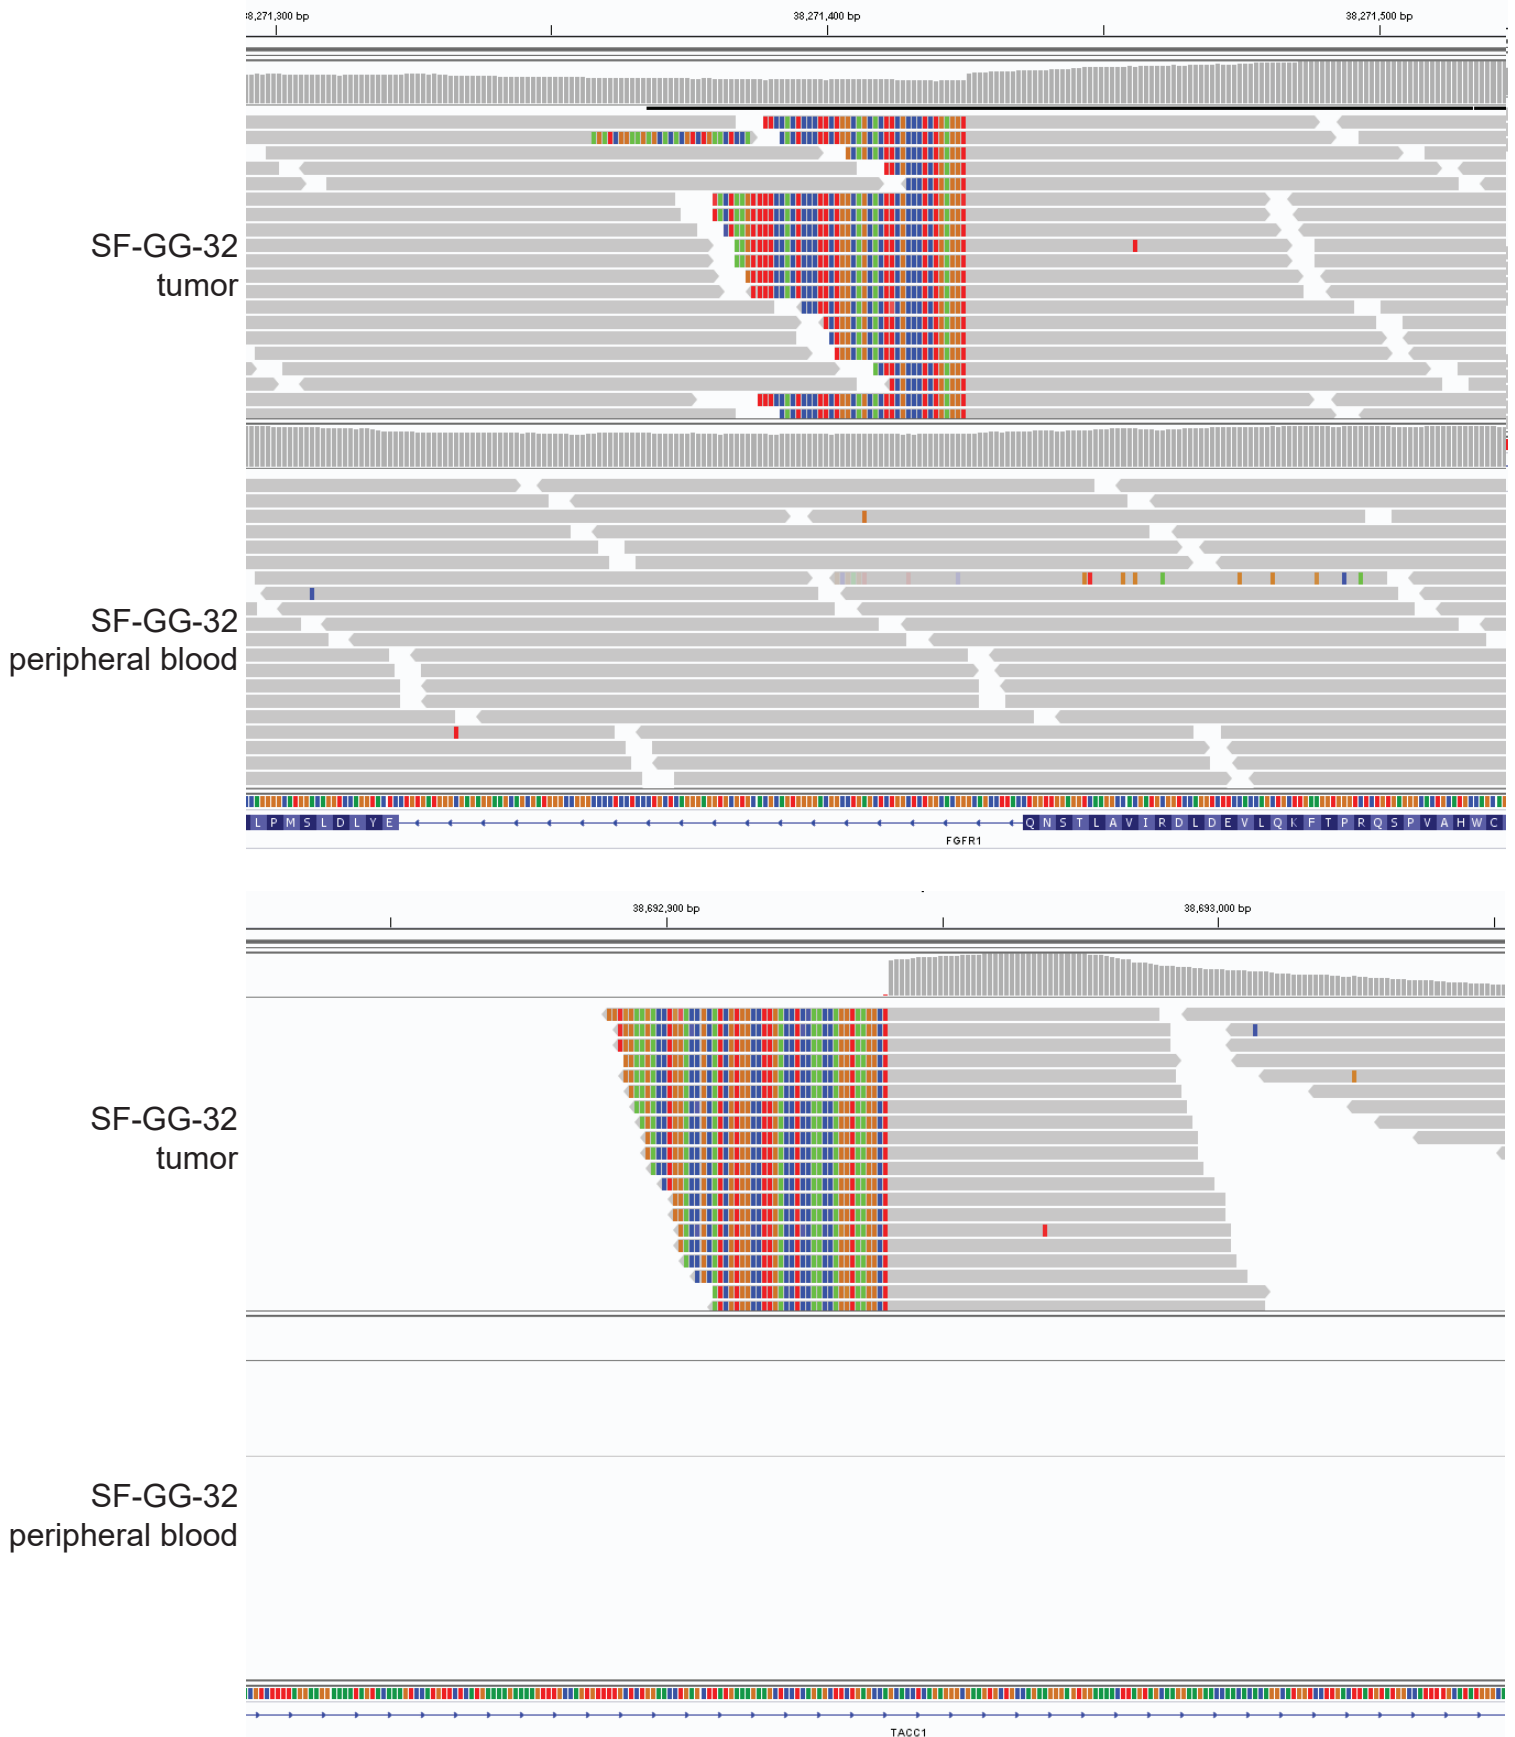 38,271,300 bp 38,271,400 bp 38,271,500 bp
SF-GG-32
tumor
SF-GG-32
peripheral blood
L P M S L D L Y E Q N S T L A V I R D L D E V L Q K F T P R Q S P V A H W C
FGFR1
38,692,900 bp 38,693,000 bp
SF-GG-32
tumor
SF-GG-32
peripheral blood
TACC1